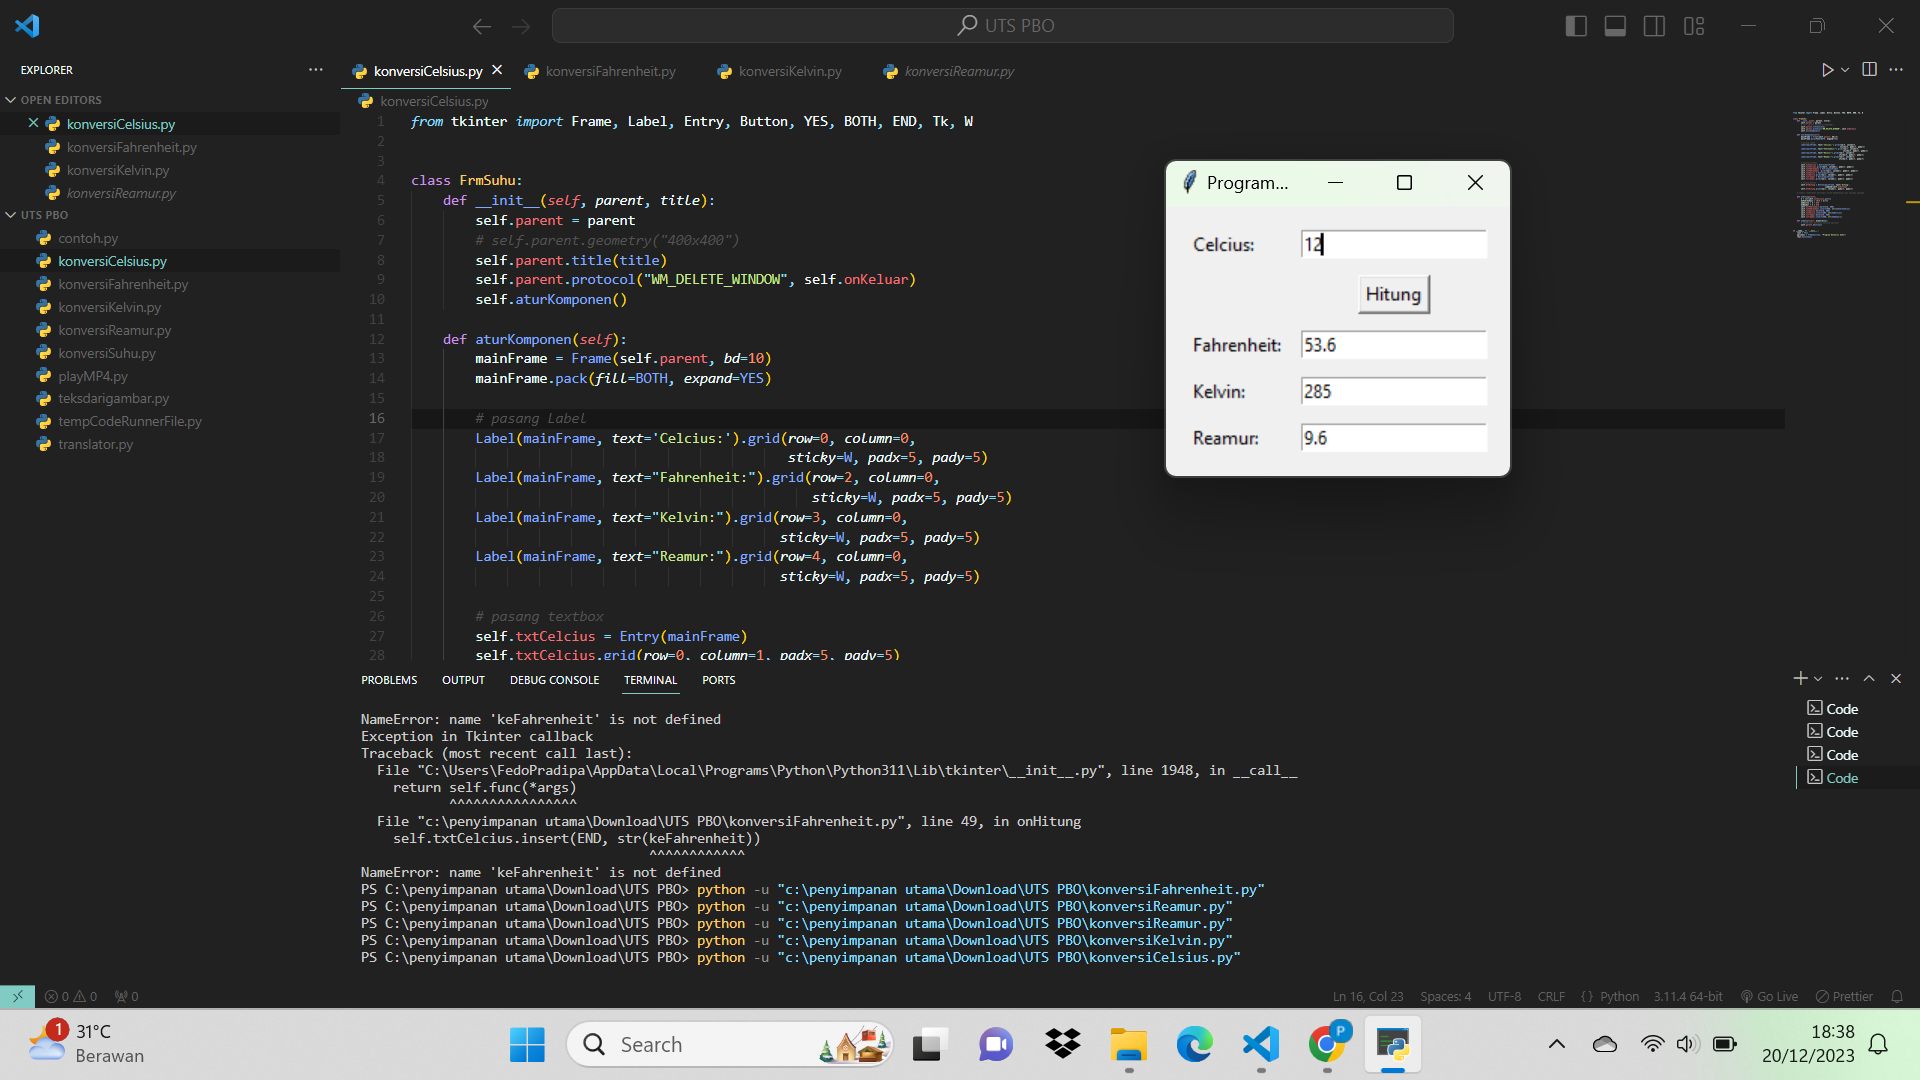 UTS PBO
EXPLORER
OPEN EDITORS
konversiCelsius.py
konversiFahrenheit.py
konversiKelvin.py
konversiReamur.py
UTS PBO
contoh.py
konversiCelsius.py
konversiFahrenheit.py
konversiKelvin.py
konversiReamur.py
konversiSuhu.py
playMP4.py
teksdarigambar.py
tempCodeRunnerFile.py
translator.py
konversiCelsius.py konversiFahrenheit.py konversiKelvin.py konversiReamur.py
konversiCelsius.py
1 from tkinter import Frame, Label, Entry, Button, YES, BOTH, END, Tk, W
2
3
4 class FrmSuhu:
5 def __init__(self, parent, title):
6 self.parent = parent
7 # self.parent.geometry("400x400")
8 self.parent.title(title)
9 self.parent.protocol("WM_DELETE_WINDOW", self.onKeluar)
10 self.aturKomponen()
11
12 def aturKomponen(self):
13 mainFrame = Frame(self.parent, bd=10)
14 mainFrame.pack(fill=BOTH, expand=YES)
15
16 # pasang Label
17 Label(mainFrame, text='Celcius:').grid(row=0, column=0,
18 sticky=W, padx=5, pady=5)
19 Label(mainFrame, text="Fahrenheit:").grid(row=2, column=0,
20 sticky=W, padx=5, pady=5)
21 Label(mainFrame, text="Kelvin:").grid(row=3, column=0,
22 sticky=W, padx=5, pady=5)
23 Label(mainFrame, text="Reamur:").grid(row=4, column=0,
24 sticky=W, padx=5, pady=5)
25
26 # pasang textbox
27 self.txtCelcius = Entry(mainFrame)
28 self.txtCelcius.grid(row=0, column=1, padx=5, pady=5)
Program...
Celcius: 12
Hitung
Fahrenheit: 53.6
Kelvin: 285
Reamur: 9.6
PROBLEMS OUTPUT DEBUG CONSOLE TERMINAL PORTS
NameError: name 'keFahrenheit' is not defined
Exception in Tkinter callback
Traceback (most recent call last):
File "C:\Users\FedoPradipa\AppData\Local\Programs\Python\Python311\Lib\tkinter\__init__.py", line 1948, in __call__
return self.func(*args)
^^^^^^^^^^^^^^^^
File "c:\penyimpanan utama\Download\UTS PBO\konversiFahrenheit.py", line 49, in onHitung
self.txtCelcius.insert(END, str(keFahrenheit))
^^^^^^^^^^^^
NameError: name 'keFahrenheit' is not defined
PS C:\penyimpanan utama\Download\UTS PBO> python -u "c:\penyimpanan utama\Download\UTS PBO\konversiFahrenheit.py"
PS C:\penyimpanan utama\Download\UTS PBO> python -u "c:\penyimpanan utama\Download\UTS PBO\konversiReamur.py"
PS C:\penyimpanan utama\Download\UTS PBO> python -u "c:\penyimpanan utama\Download\UTS PBO\konversiReamur.py"
PS C:\penyimpanan utama\Download\UTS PBO> python -u "c:\penyimpanan utama\Download\UTS PBO\konversiKelvin.py"
PS C:\penyimpanan utama\Download\UTS PBO> python -u "c:\penyimpanan utama\Download\UTS PBO\konversiCelsius.py"
Code
Code
Code
Code
0 0 0
Ln 16, Col 23 Spaces: 4 UTF-8 CRLF { } Python 3.11.4 64-bit Go Live Prettier
1
31°C
Berawan
Search
P
18:38
20/12/2023